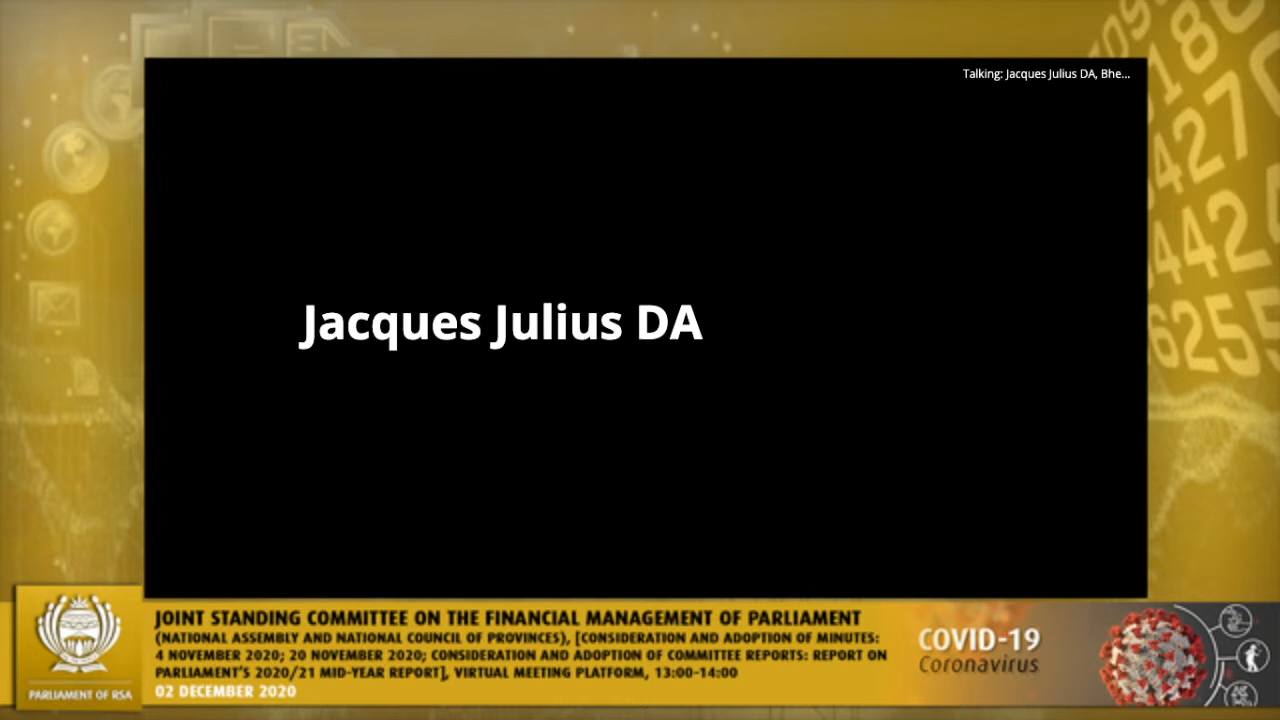 Talking: Jacques Julius DA, Bhe...
Jacques Julius DA
JOINT STANDING COMMITTEE ON THE FINANCIAL MANAGEMENT OF PARLIAMENT
(NATIONAL ASSEMBLY AND NATIONAL COUNCIL OF PROVINCES), [CONSIDERATION AND ADOPTION OF MINUTES:
4 NOVEMBER 2020; 20 NOVEMBER 2020; CONSIDERATION AND ADOPTION OF COMMITTEE REPORTS: REPORT ON
PARLIAMENT'S 2020/21 MID-YEAR REPORT], VIRTUAL MEETING PLATFORM, 13:00-14:00
02 DECEMBER 2020
PARLIAMENT OF RSA
COVID-19
Coronavirus
427
442
6255